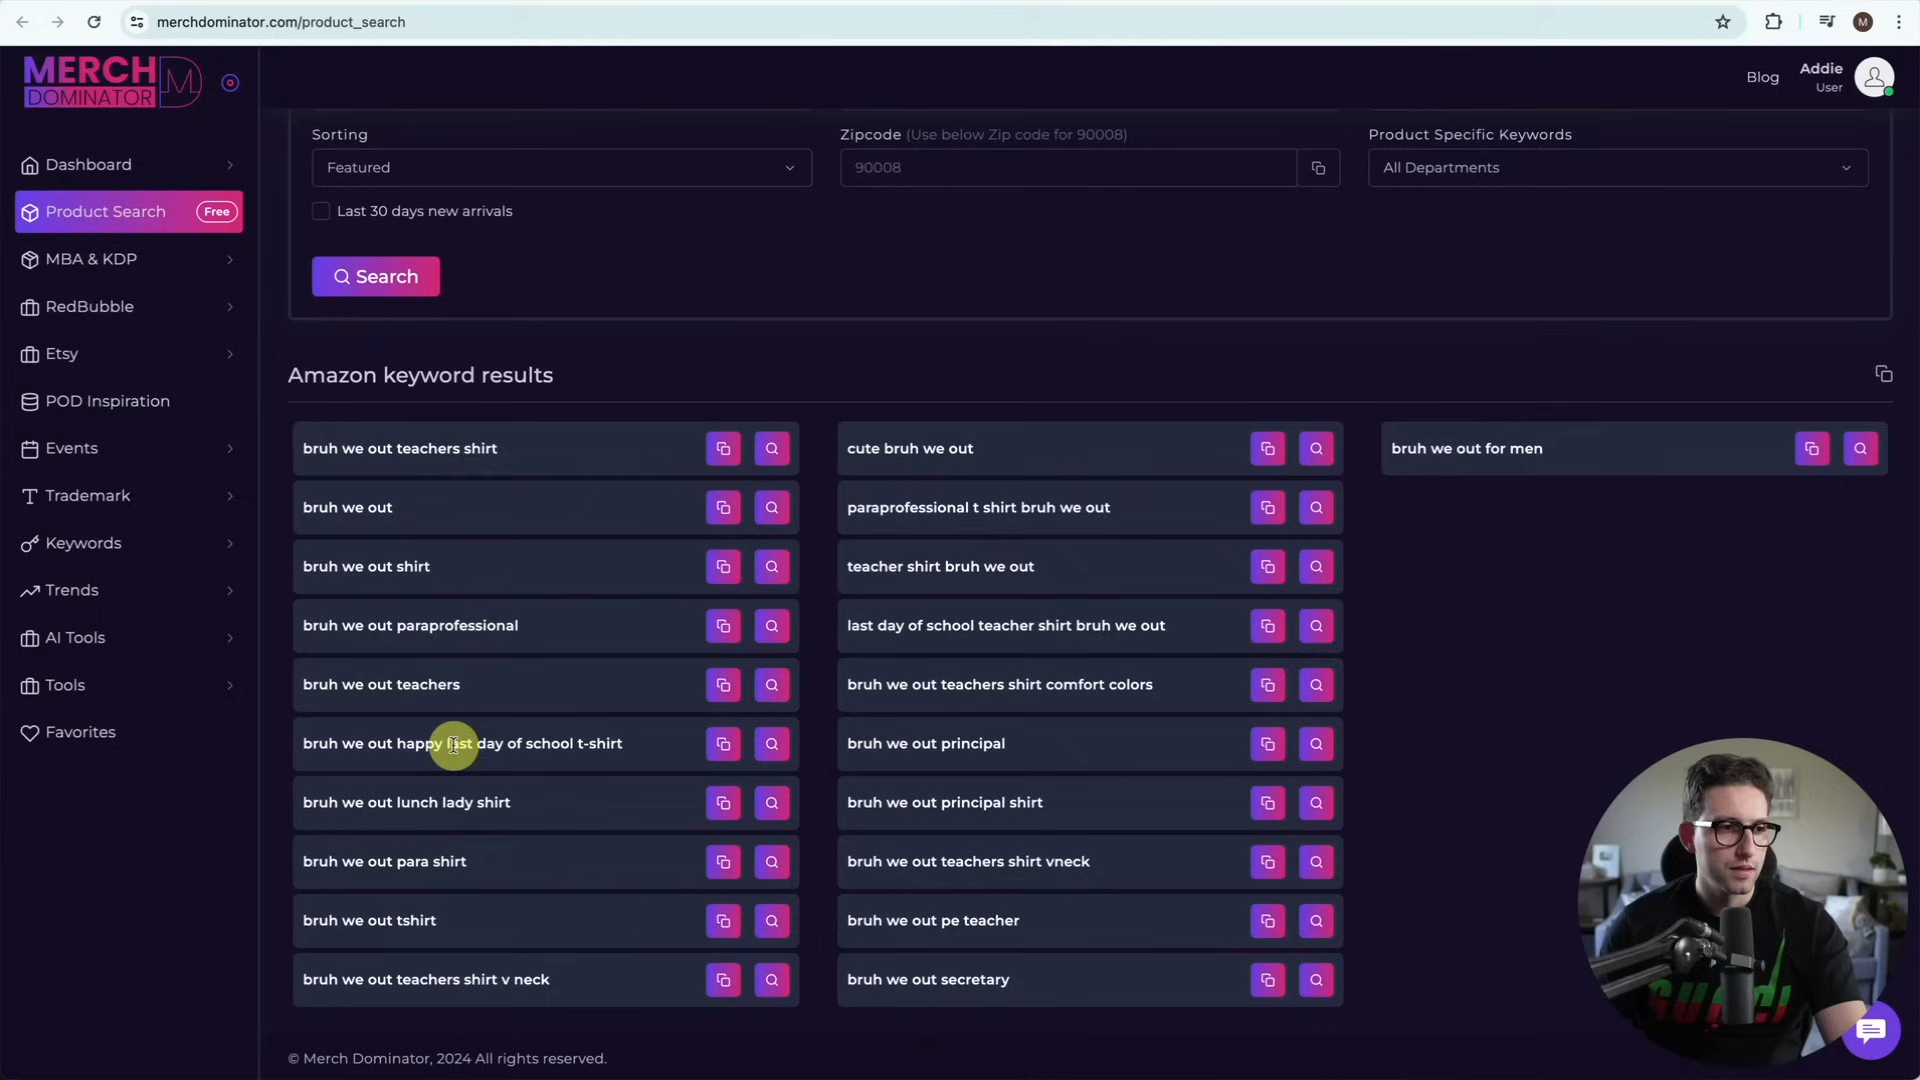 merchdominator.com/product_search
M
MERCH
DOMINATOR
M
Blog
Addie
User
Dashboard
Product Search
Free
MBA & KDP
RedBubble
Etsy
POD Inspiration
Events
Trademark
Keywords
Trends
AI Tools
Tools
Favorites
Sorting
Featured
Zipcode (Use below Zip code for 90008)
90008
Product Specific Keywords
All Departments
Last 30 days new arrivals
Search
Amazon keyword results
bruh we out teachers shirt
bruh we out
bruh we out shirt
bruh we out paraprofessional
bruh we out teachers
bruh we out happy last day of school t-shirt
bruh we out lunch lady shirt
bruh we out para shirt
bruh we out tshirt
bruh we out teachers shirt v neck
cute bruh we out
paraprofessional t shirt bruh we out
teacher shirt bruh we out
last day of school teacher shirt bruh we out
bruh we out teachers shirt comfort colors
bruh we out principal
bruh we out principal shirt
bruh we out teachers shirt vneck
bruh we out pe teacher
bruh we out secretary
bruh we out for men
GUCCI
© Merch Dominator, 2024 All rights reserved.